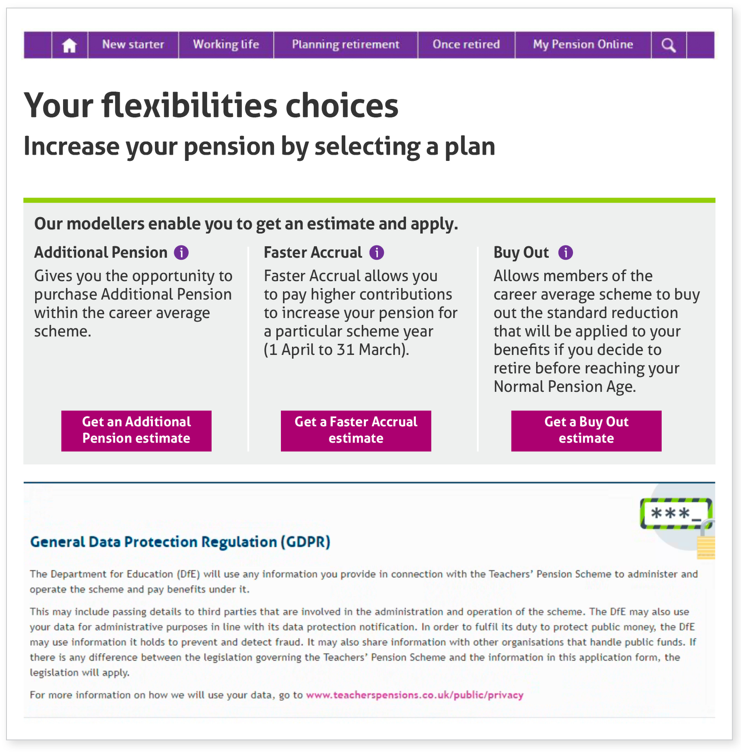 New starter Working life Planning retirement Once retired My Pension Online
Your flexibilities choices
Increase your pension by selecting a plan
Our modellers enable you to get an estimate and apply.
Additional Pension i
Gives you the opportunity to
purchase Additional Pension
within the career average
scheme.
Get an Additional
Pension estimate
Faster Accrual i
Faster Accrual allows you
to pay higher contributions
to increase your pension for
a particular scheme year
(1 April to 31 March).
Get a Faster Accrual
estimate
Buy Out i
Allows members of the
career average scheme to buy
out the standard reduction
that will be applied to your
benefits if you decide to
retire before reaching your
Normal Pension Age.
Get a Buy Out
estimate
***_
General Data Protection Regulation (GDPR)
The Department for Education (DfE) will use any information you provide in connection with the Teachers' Pension Scheme to administer and
operate the scheme and pay benefits under it.
This may include passing details to third parties that are involved in the administration and operation of the scheme. The DfE may also use
your data for administrative purposes in line with its data protection notification. In order to fulfil its duty to protect public money, the DfE
may use information it holds to prevent and detect fraud. It may also share information with other organisations that handle public funds. If
there is any difference between the legislation governing the Teachers' Pension Scheme and the information in this application form, the
legislation will apply.
For more information on how we will use your data, go to www.teacherspensions.co.uk/public/privacy